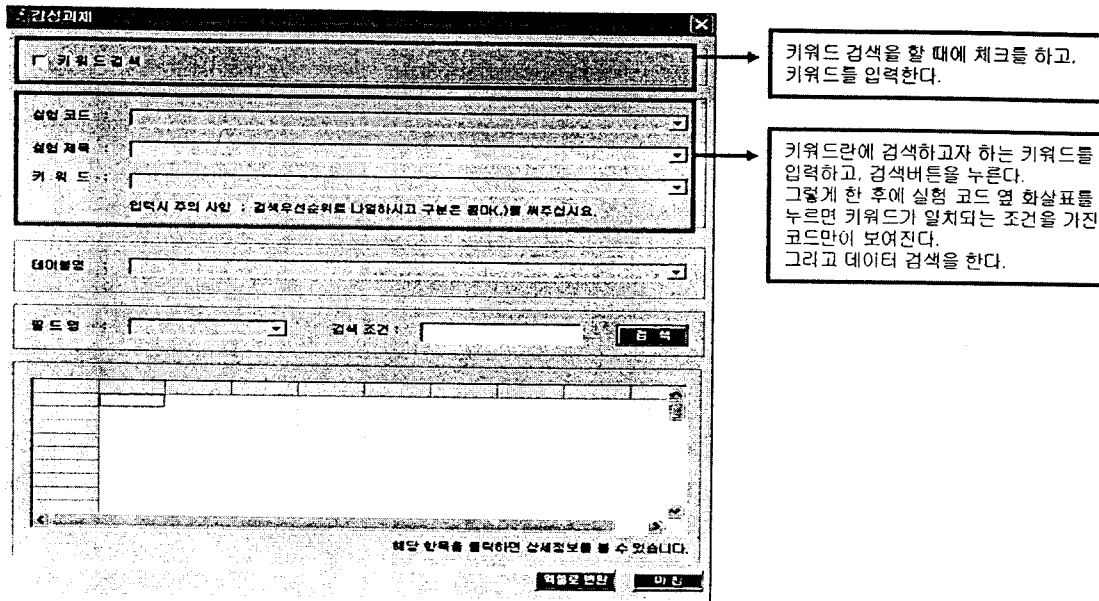 감성과제
키 워 드 검 색
키워드 검색을 할 때에 체크를 하고,
키워드를 입력한다.
실험 코드 :
실험 제목 :
키 워 드 :
입력시 주의 사항 : 검색우선순위로 나열하시고 구분은 콤마(,)를 써주십시요.
키워드란에 검색하고자 하는 키워드를
입력하고, 검색버튼을 누른다.
그렇게 한 후에 실험 코드 옆 화살표를
누르면 키워드가 일치되는 조건을 가진
코드만이 보여진다.
그리고 데이터 검색을 한다.
테이블명 :
필 드 명 :
검색 조건 :
검 색
해당 항목을 클릭하면 상세정보를 볼 수 있습니다.
엑셀로 변환
마 침